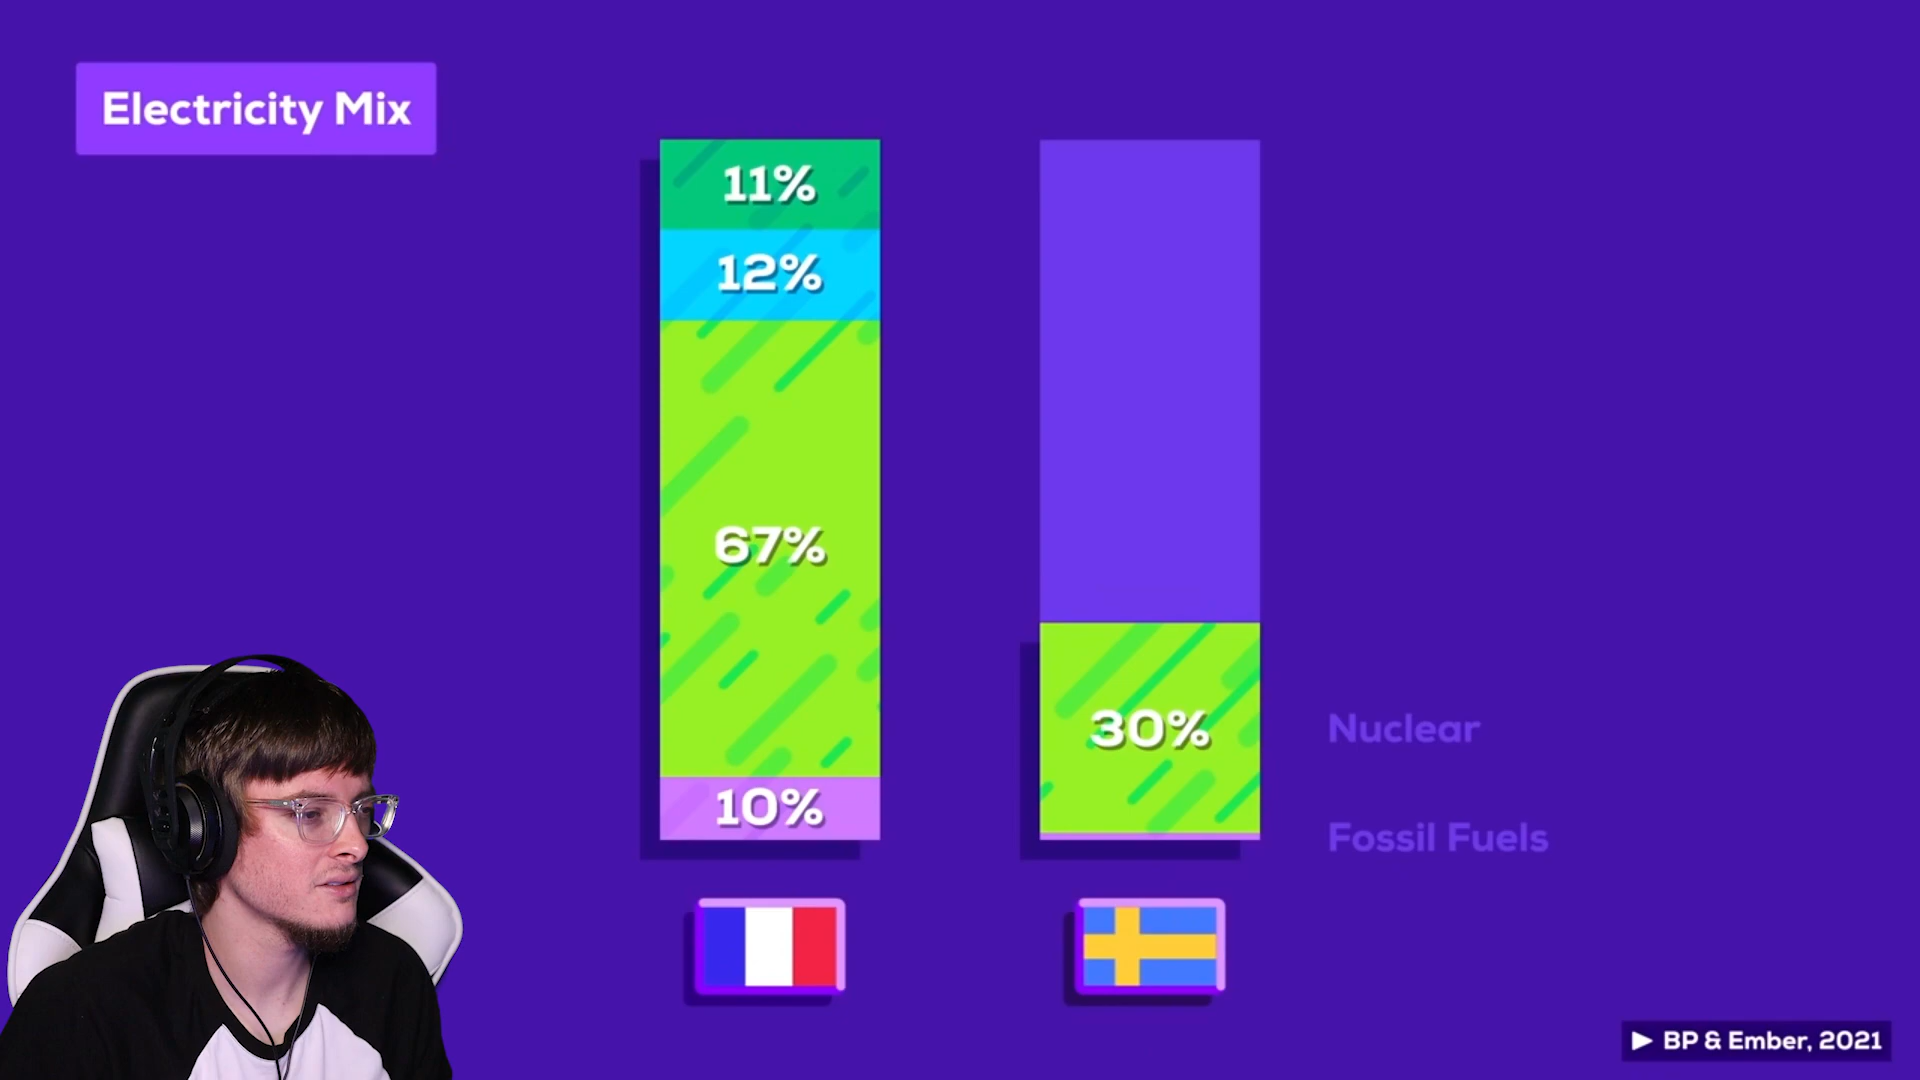 Electricity Mix
11%
12%
67%
10%
30%
Nuclear
Fossil Fuels
BP & Ember, 2021